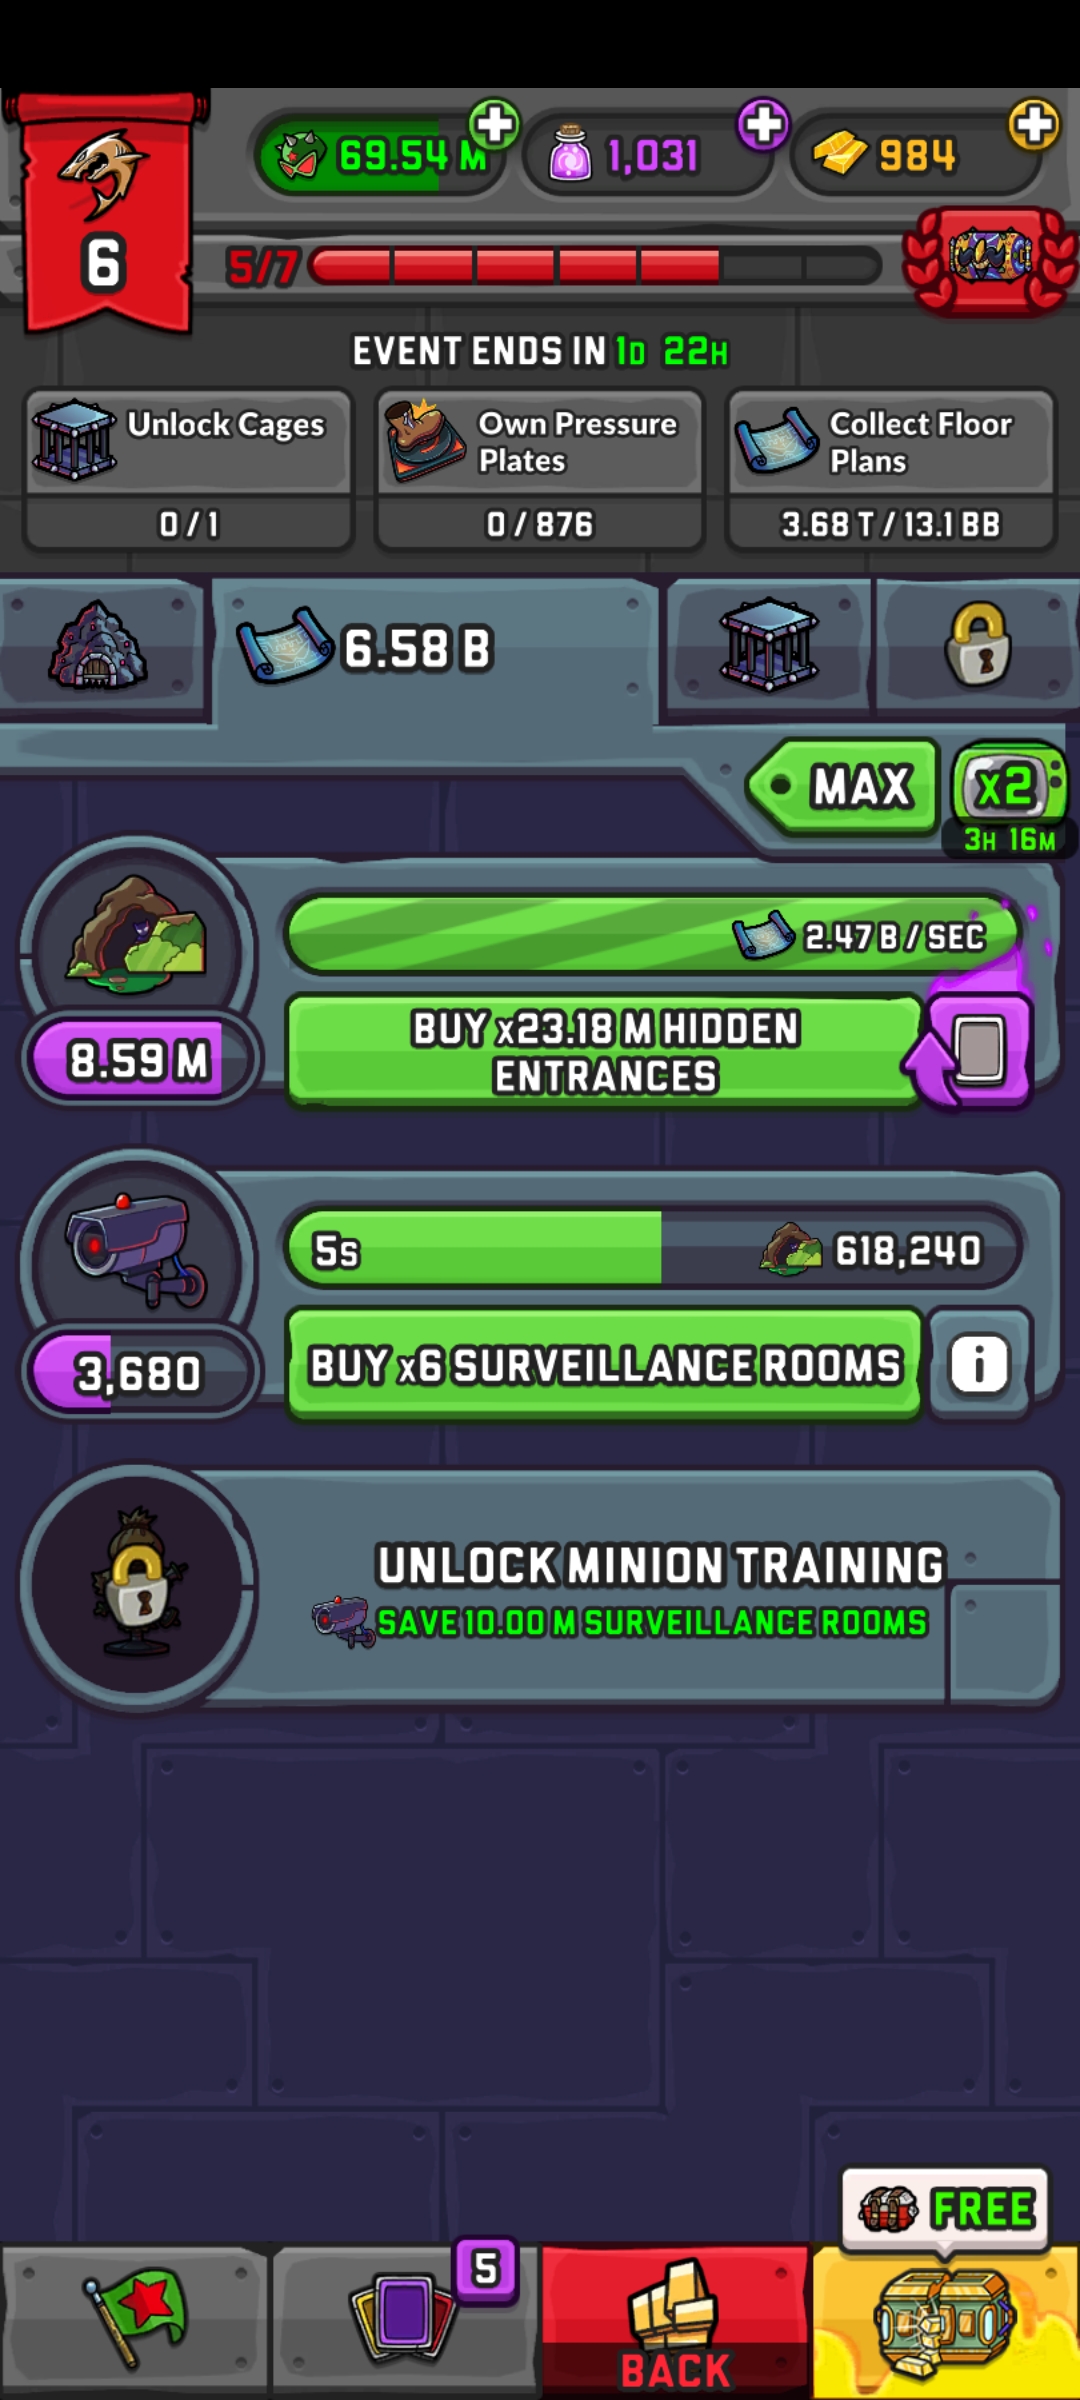 69.54 M
1,031
984
6
5/7
EVENT ENDS IN 1D 22H
Unlock Cages
0 / 1
Own Pressure
Plates
0 / 876
Collect Floor
Plans
3.68 T / 13.1 BB
6.58 B
MAX
x2
3H 16M
2.47 B / SEC
8.59 M
BUY x23.18 M HIDDEN
ENTRANCES
5s
618,240
3,680
BUY x6 SURVEILLANCE ROOMS
i
UNLOCK MINION TRAINING
SAVE 10.00 M SURVEILLANCE ROOMS
FREE
5
BACK